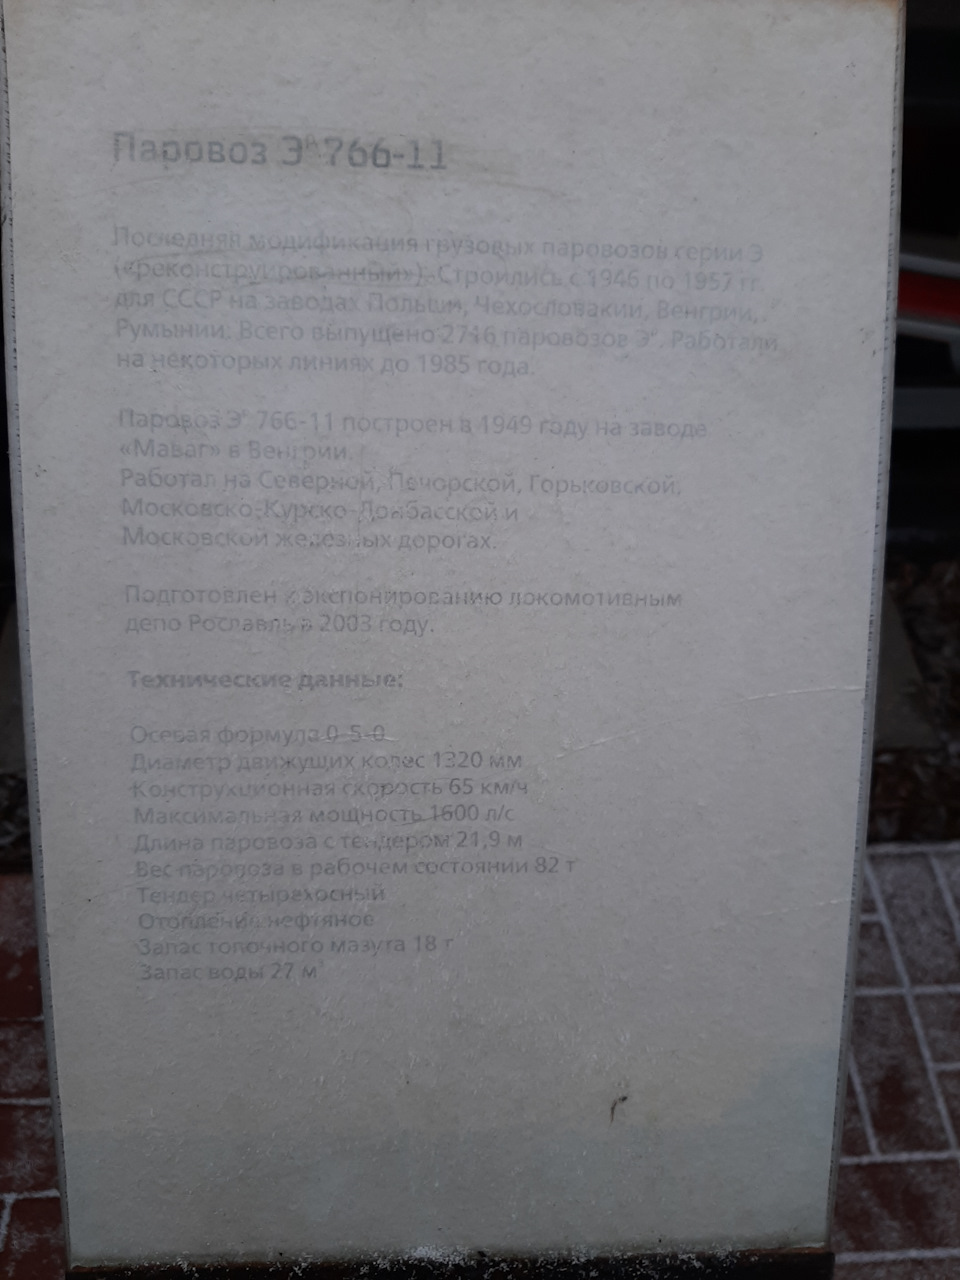 Паровоз Эᴿ 766-11
Последняя модификация грузовых паровозов серии Э
(«реконструированный»). Строились с 1946 по 1957 гг.
для СССР на заводах Польши, Чехословакии, Венгрии,
Румынии. Всего выпущено 2716 паровозов Эᴿ. Работали
на некоторых линиях до 1985 года.
Паровоз Эᴿ 766-11 построен в 1949 году на заводе
«Маваг» в Венгрии.
Работал на Северной, Печорской, Горьковской,
Московско-Курско-Донбасской и
Московской железных дорогах.
Подготовлен к экспонированию локомотивным
депо Рославль в 2003 году.
Технические данные:
Осевая формула 0-5-0
Диаметр движущих колес 1320 мм
Конструкционная скорость 65 км/ч
Максимальная мощность 1600 л/с
Длина паровоза с тендером 21,9 м
Вес паровоза в рабочем состоянии 82 т
Тендер четырехосный
Отопление нефтяное
Запас топочного мазута 18 т
Запас воды 27 м³